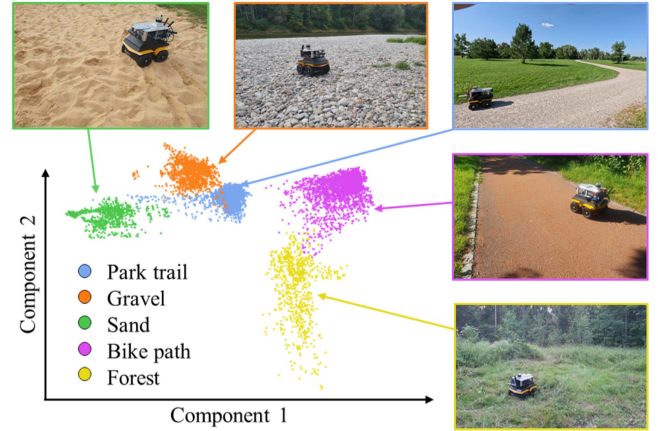 Component 2
Park trail
Gravel
Sand
Bike path
Forest
Component 1